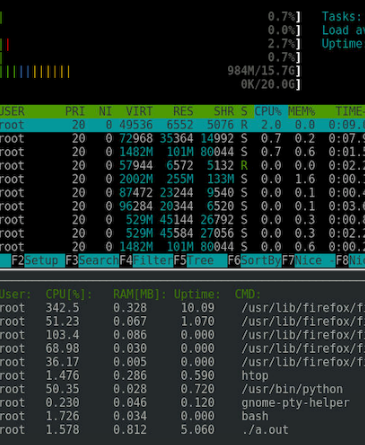 0.7%] Tasks:
0.0%] Load av
2.7%] Uptime
0.7%]
984M/15.7G]
0K/20.0G]
USER PRI NI VIRT RES SHR S CPU% MEM% TIME
root 20 0 49536 6552 5076 R 2.0 0.0 0:09.
root 20 0 72968 35364 14992 S 0.7 0.2 0:07.
root 20 0 1482M 101M 80044 S 0.7 0.6 0:01.
root 20 0 57944 6572 5132 R 0.0 0.0 0:02.
root 20 0 2002M 255M 133M S 0.0 1.6 0:00.
root 20 0 87472 23244 9540 S 0.0 0.1 0:00.
root 20 0 96284 20344 6520 S 0.0 0.1 0:03.
root 20 0 529M 45144 26792 S 0.0 0.3 0:00.
root 20 0 529M 45584 27056 S 0.0 0.3 0:02.
root 20 0 1482M 101M 80044 S 0.0 0.6 0:00.
F2Setup F3SearchF4FilterF5Tree F6SortByF7Nice -F8Ni
User: CPU[%]: RAM[MB]: Uptime: CMD:
root 342.5 0.328 10.09 /usr/lib/firefox/fi
root 51.23 0.067 1.070 /usr/lib/firefox/fi
root 103.4 0.086 0.000 /usr/lib/firefox/fi
root 68.98 0.030 0.000 /usr/lib/firefox/fi
root 36.17 0.005 0.000 /usr/lib/firefox/fi
root 1.476 0.286 0.590 htop
root 50.35 0.028 0.720 /usr/bin/python
root 0.230 0.046 0.120 gnome-pty-helper
root 1.726 0.034 0.000 bash
root 1.578 0.812 5.060 ./a.out